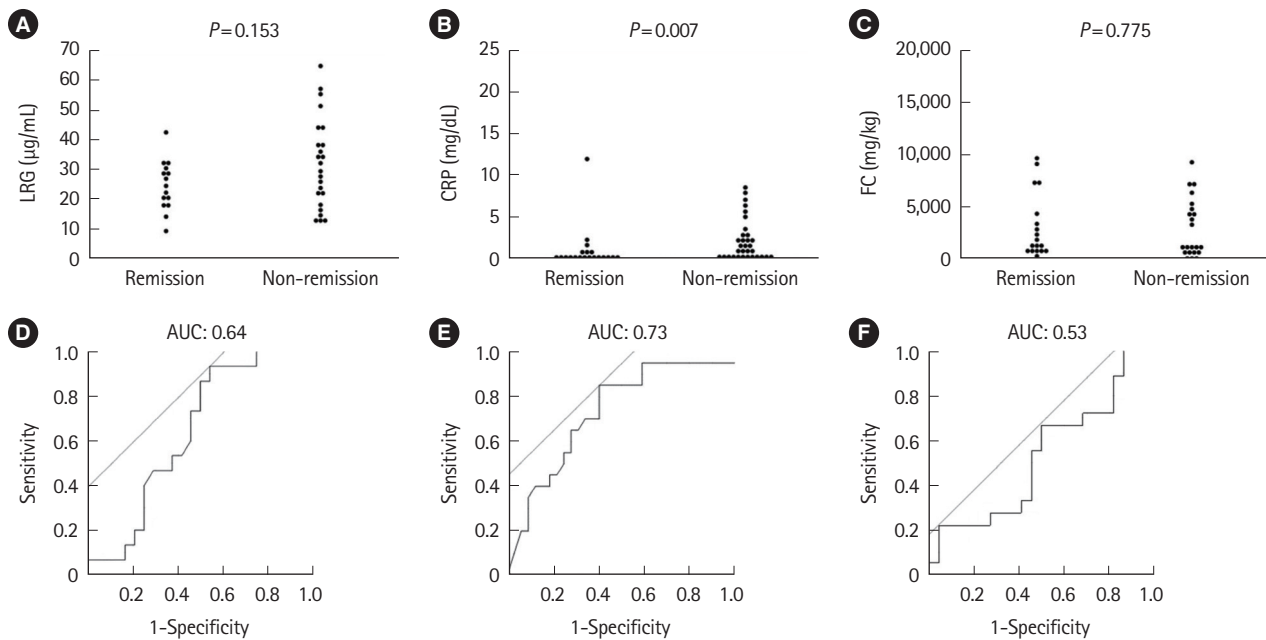 A
P=0.153
LRG (μg/mL)
70
60
50
40
30
20
10
0
Remission
Non-remission
B
P=0.007
CRP (mg/dL)
25
20
15
10
5
0
Remission
Non-remission
C
P=0.775
FC (mg/kg)
20,000
15,000
10,000
5,000
0
Remission
Non-remission
D
AUC: 0.64
Sensitivity
1.0
0.8
0.6
0.4
0.2
0
0.2 0.4 0.6 0.8 1.0
1-Specificity
E
AUC: 0.73
Sensitivity
1.0
0.8
0.6
0.4
0.2
0
0.2 0.4 0.6 0.8 1.0
1-Specificity
F
AUC: 0.53
Sensitivity
1.0
0.8
0.6
0.4
0.2
0
0.2 0.4 0.6 0.8 1.0
1-Specificity